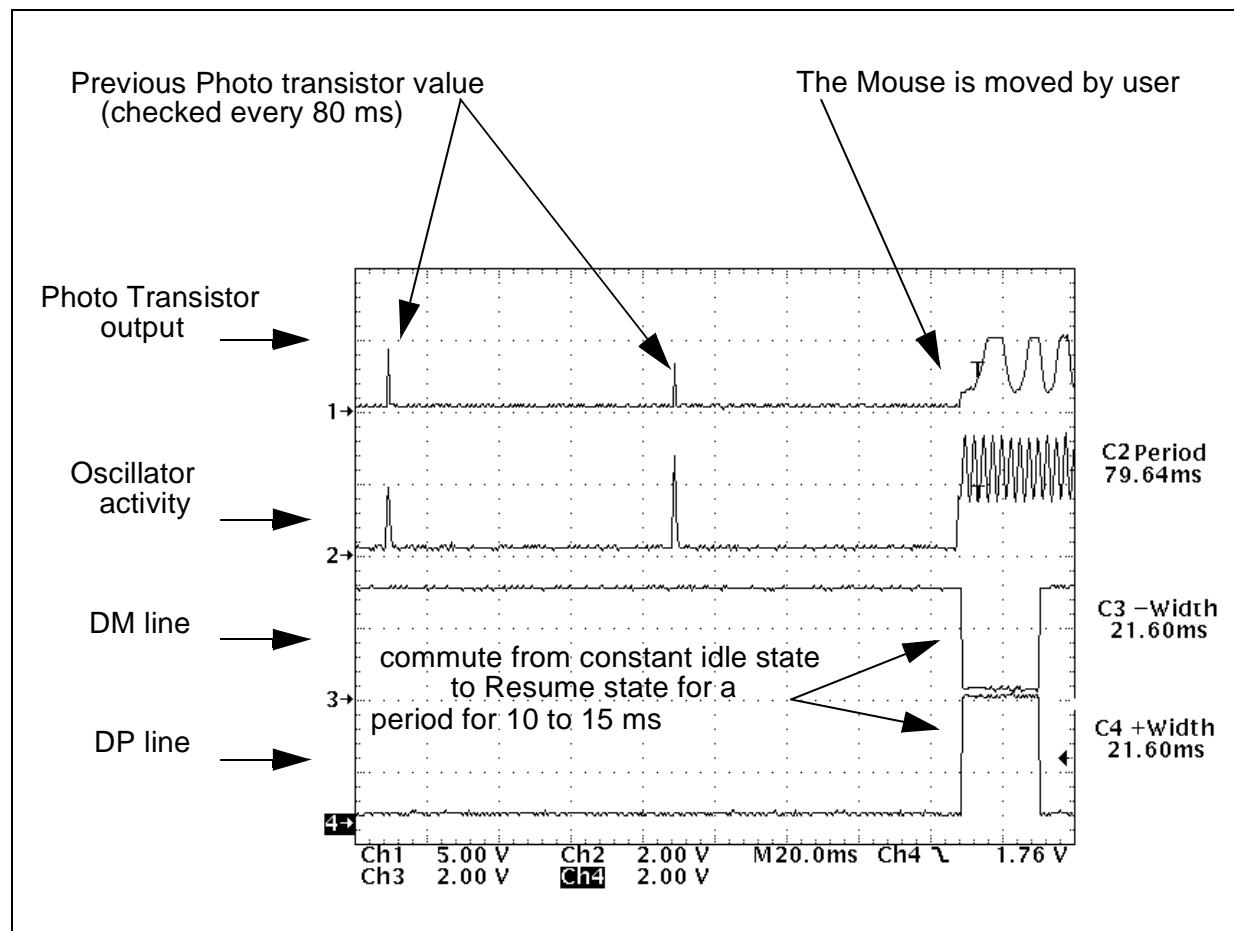 Previous Photo transistor value
(checked every 80 ms)
The Mouse is moved by user
Photo Transistor
output
1
Oscillator
activity
C2 Period
79.64ms
2
DM line
C3 −Width
21.60ms
commute from constant idle state
to Resume state for a
period for 10 to 15 ms
3
DP line
C4 +Width
21.60ms
4
Ch1 5.00 V Ch2 2.00 V M20.0ms Ch4 1.76 V
Ch3 2.00 V Ch4 2.00 V